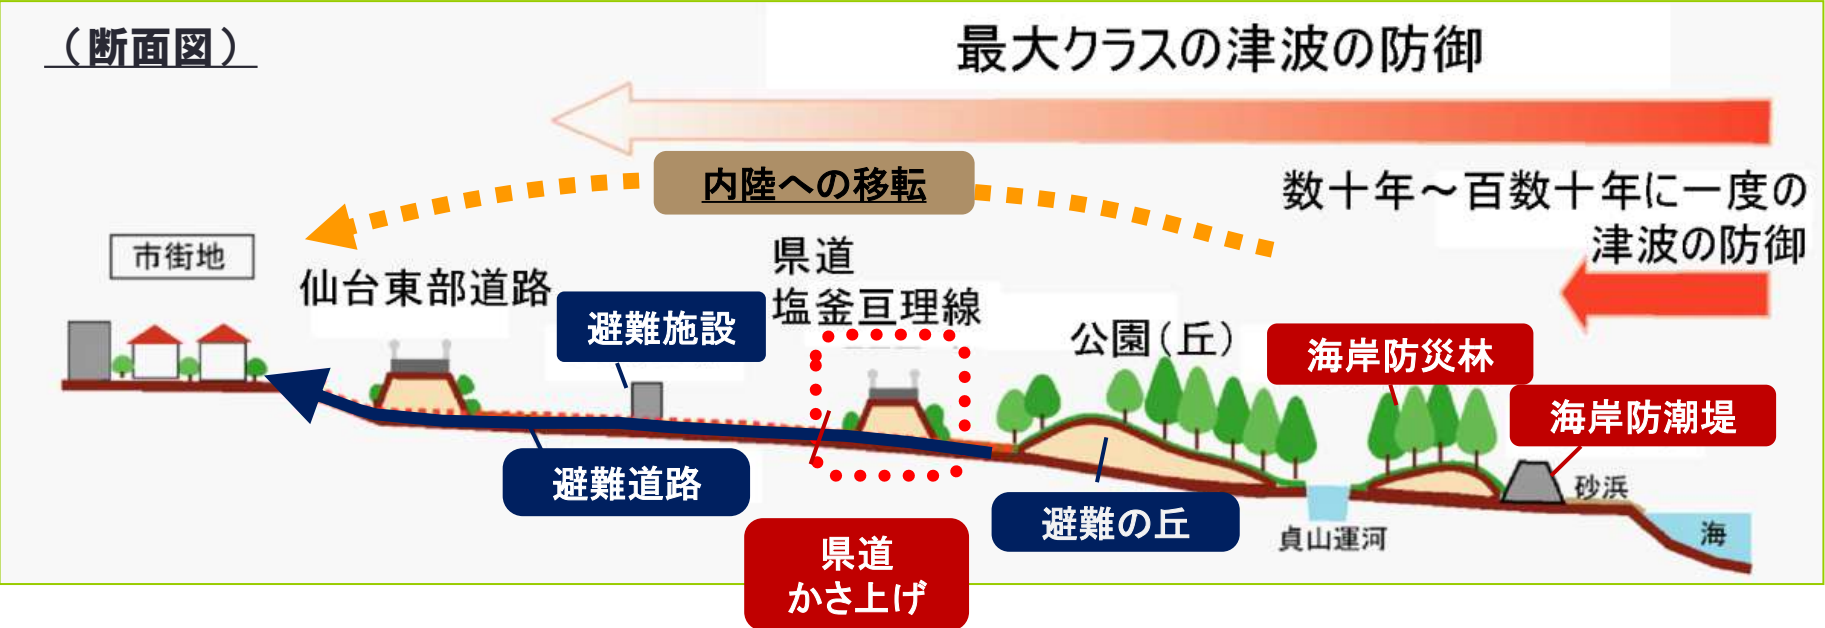 （断面図）
最大クラスの津波の防御
内陸への移転
数十年～百数十年に一度の
津波の防御
市街地
仙台東部道路
避難施設
県道
塩釜亘理線
公園（丘）
海岸防災林
海岸防潮堤
避難道路
避難の丘
砂浜
貞山運河
海
県道
かさ上げ